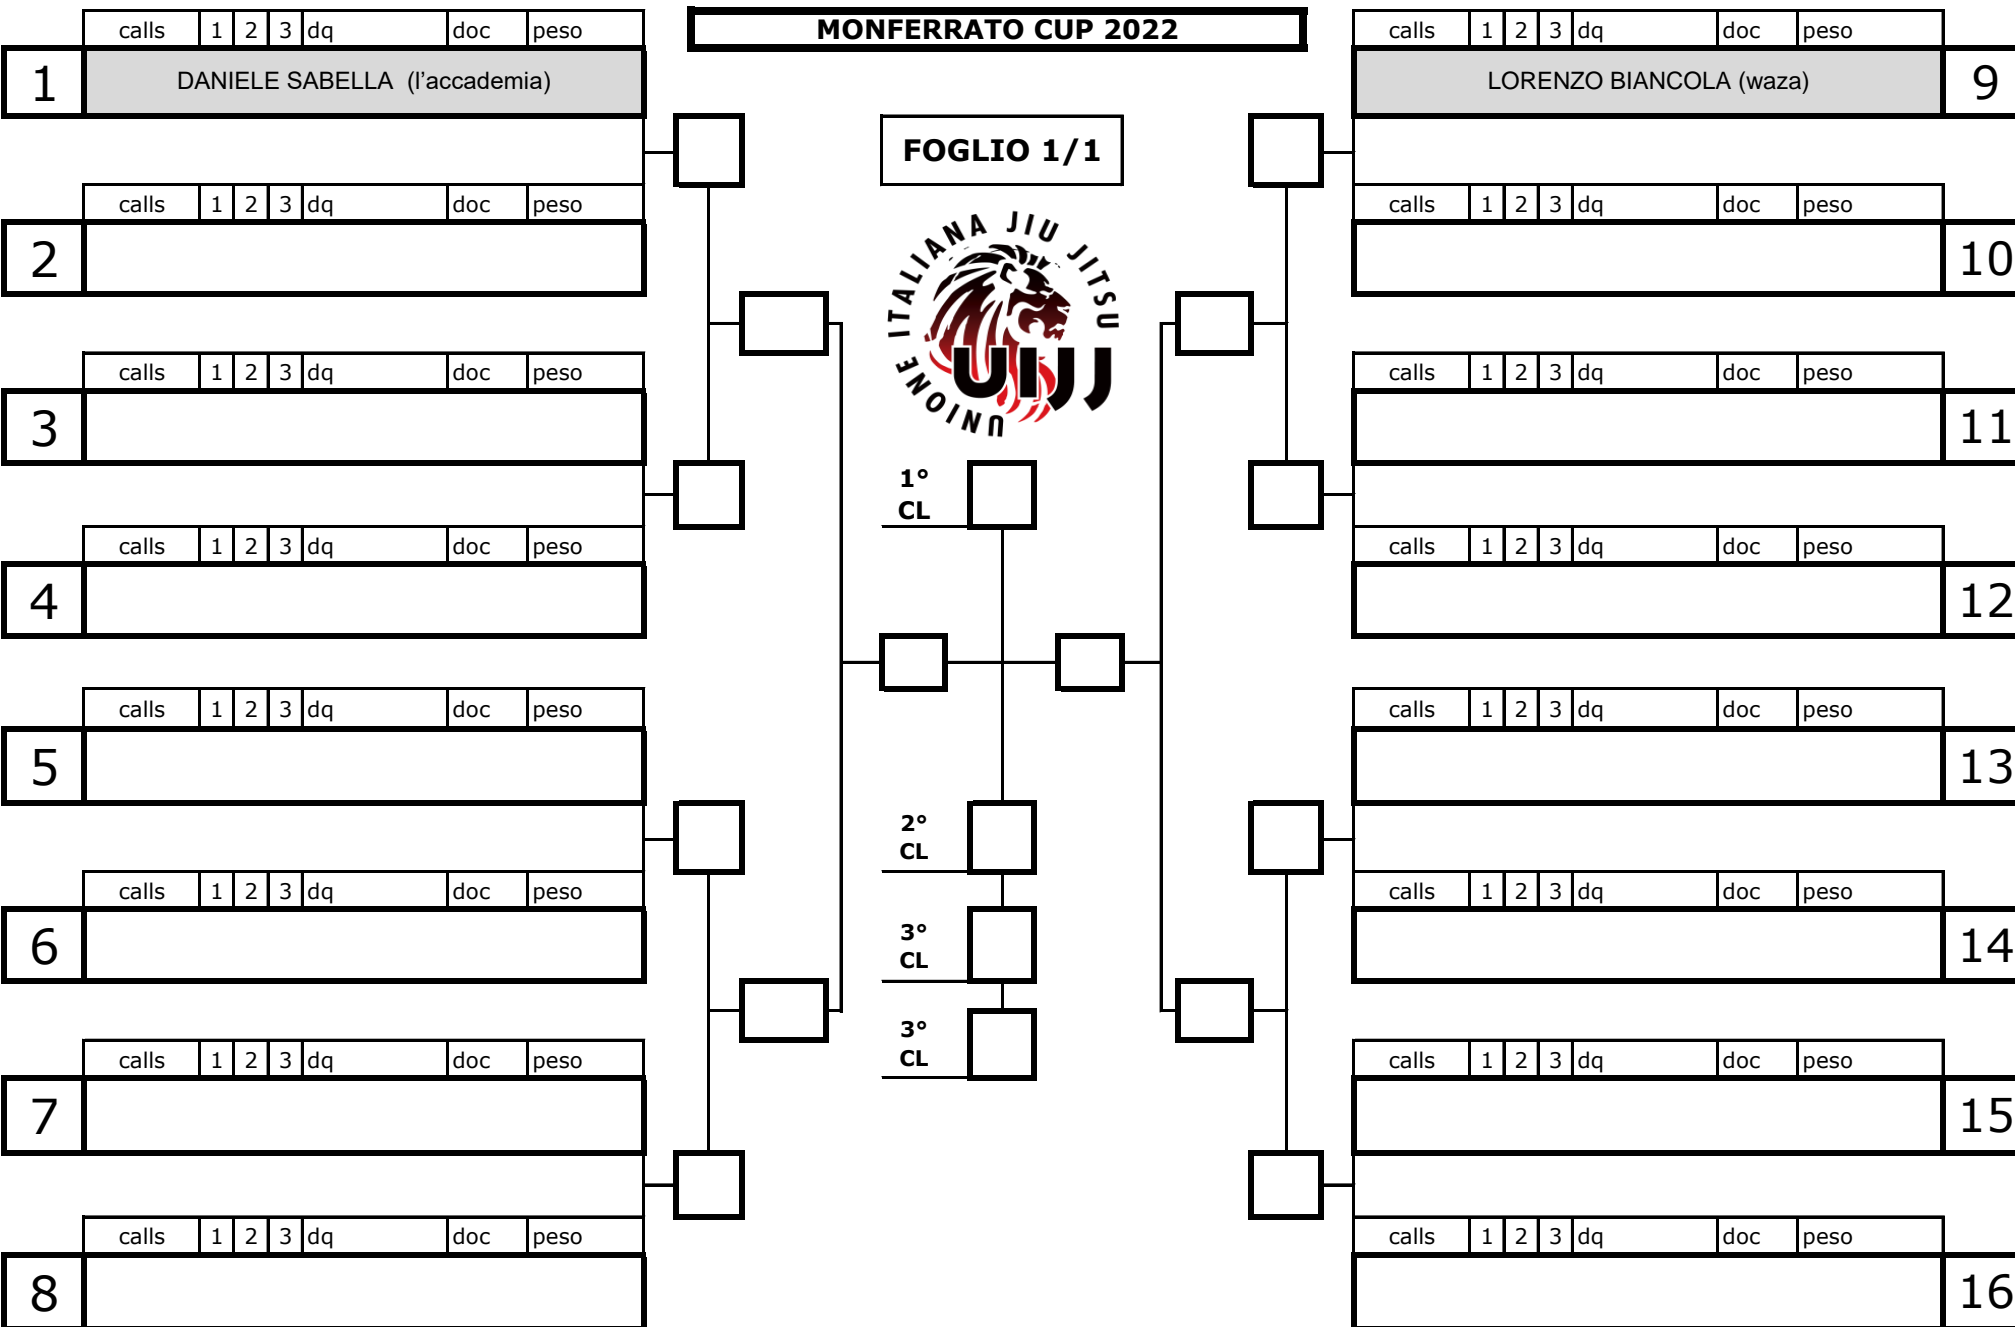 MONFERRATO CUP 2022
calls 1 2 3 dq doc peso
1 DANIELE SABELLA (l'accademia)
calls 1 2 3 dq doc peso
2
calls 1 2 3 dq doc peso
3
calls 1 2 3 dq doc peso
4
calls 1 2 3 dq doc peso
5
calls 1 2 3 dq doc peso
6
calls 1 2 3 dq doc peso
7
calls 1 2 3 dq doc peso
8
FOGLIO 1/1
UNIONE ITALIANA JIU JITSU
UIJJ
1°
CL
2°
CL
3°
CL
3°
CL
calls 1 2 3 dq doc peso
LORENZO BIANCOLA (waza) 9
calls 1 2 3 dq doc peso
10
calls 1 2 3 dq doc peso
11
calls 1 2 3 dq doc peso
12
calls 1 2 3 dq doc peso
13
calls 1 2 3 dq doc peso
14
calls 1 2 3 dq doc peso
15
calls 1 2 3 dq doc peso
16